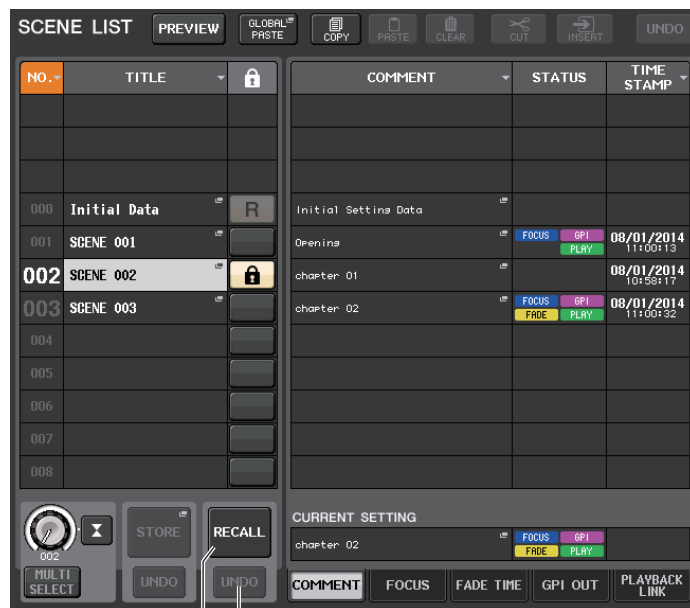 SCENE LIST PREVIEW GLOBAL PASTE COPY PASTE CLEAR CUT INSERT UNDO
NO. TITLE COMMENT STATUS TIME STAMP
000 Initial Data R Initial Setting Data
001 SCENE 001 Opening FOCUS GPI PLAY 08/01/2014 11:00:13
002 SCENE 002 chapter 01 08/01/2014 10:58:17
003 SCENE 003 chapter 02 FOCUS GPI FADE PLAY 08/01/2014 11:00:32
004
005
006
007
008
002 STORE RECALL
MULTI SELECT UNDO UNDO
CURRENT SETTING
chapter 02 FOCUS GPI FADE PLAY
COMMENT FOCUS FADE TIME GPI OUT PLAYBACK LINK